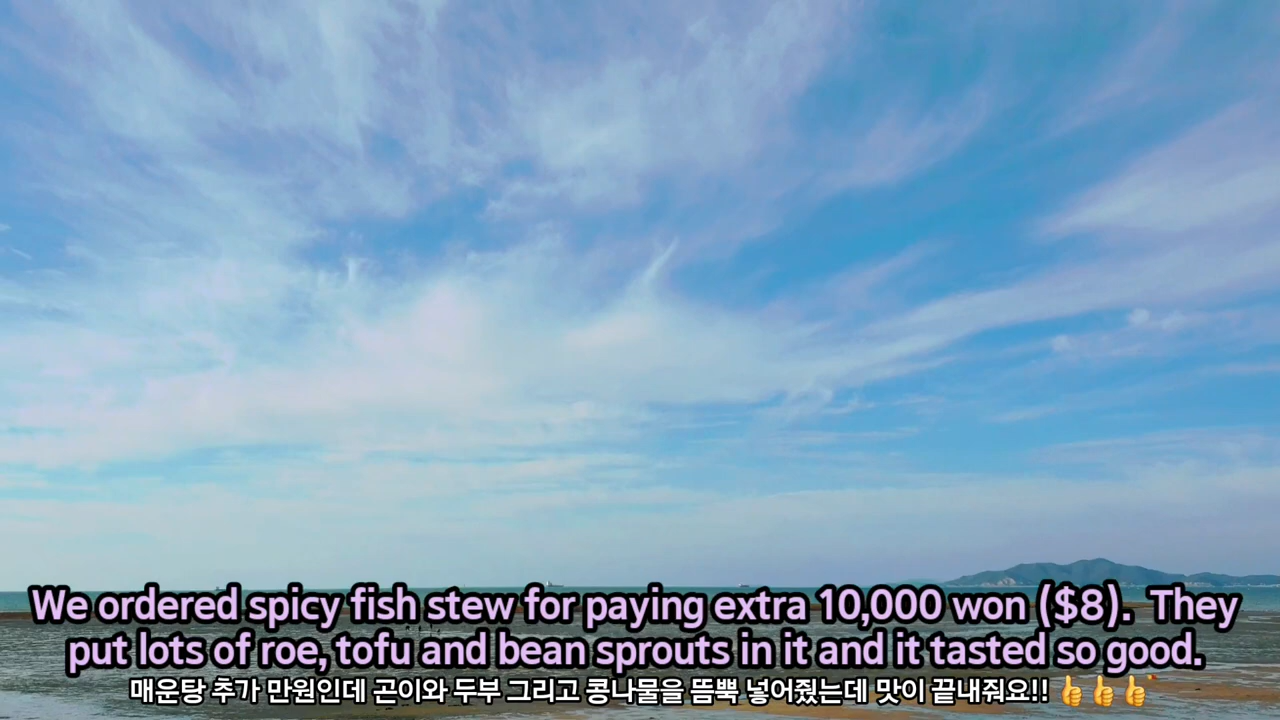 We ordered spicy fish stew for paying extra 10,000 won ($8).  They
put lots of roe, tofu and bean sprouts in it and it tasted so good.
매운탕 추가 만원인데 곤이와 두부 그리고 콩나물을 뜸뿍 넣어줬는데 맛이 끝내줘요!! 👍👍👍